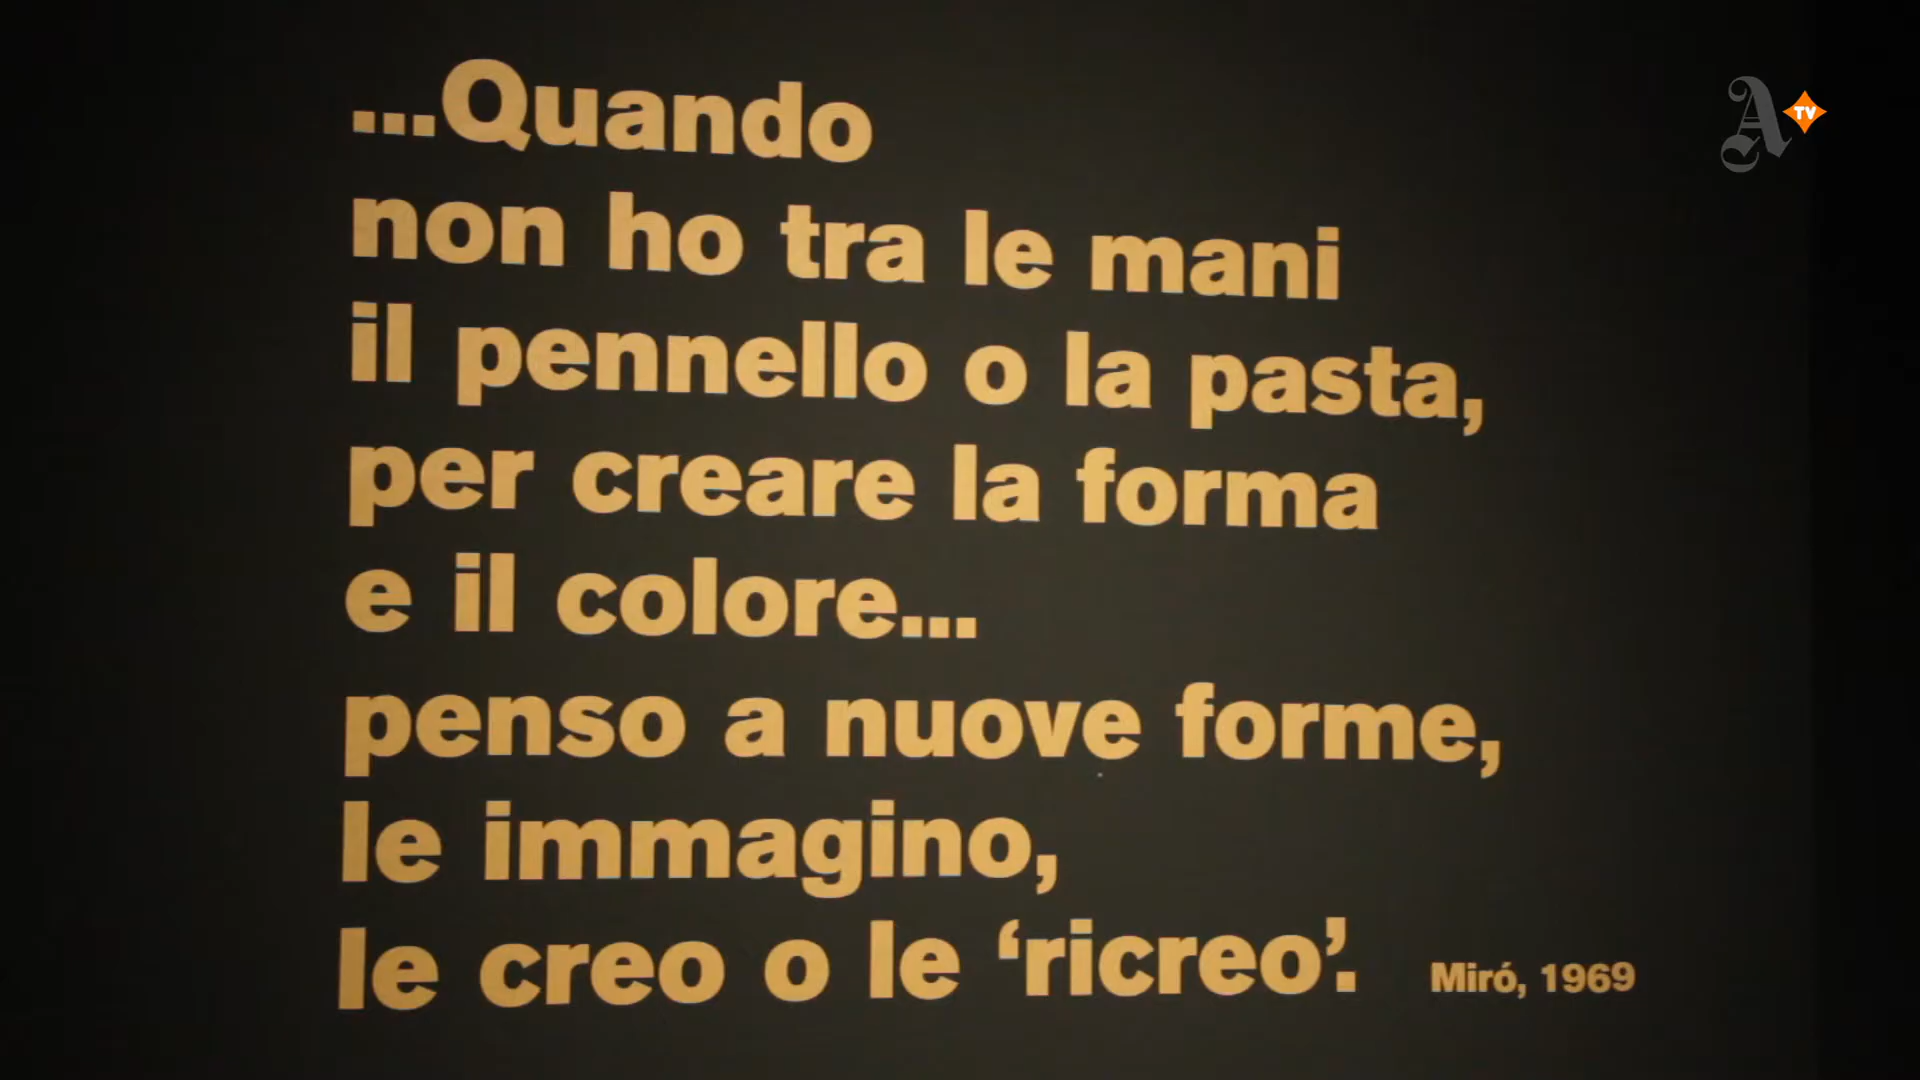 ...Quando
non ho tra le mani
il pennello o la pasta,
per creare la forma
e il colore...
penso a nuove forme,
le immagino,
le creo o le ‘ricreo’.
Miró, 1969
A TV